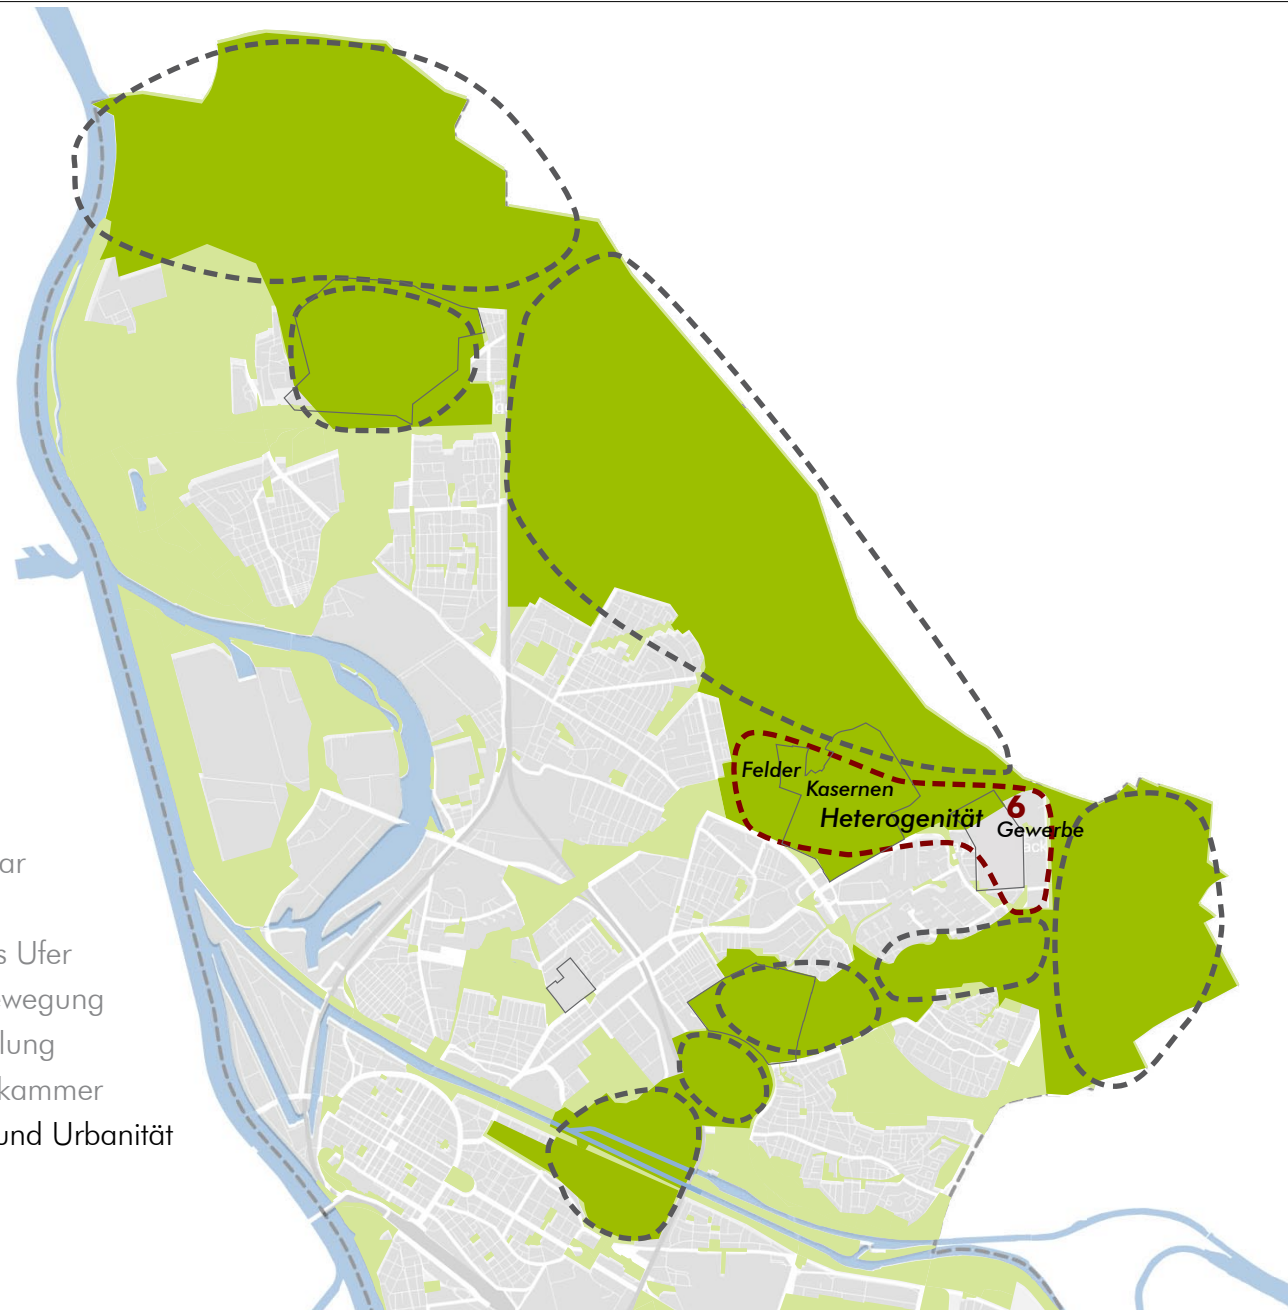 Felder
Kasernen
6
Heterogenität
Gewerbe
ar
s Ufer
wegung
lung
kammer
und Urbanität